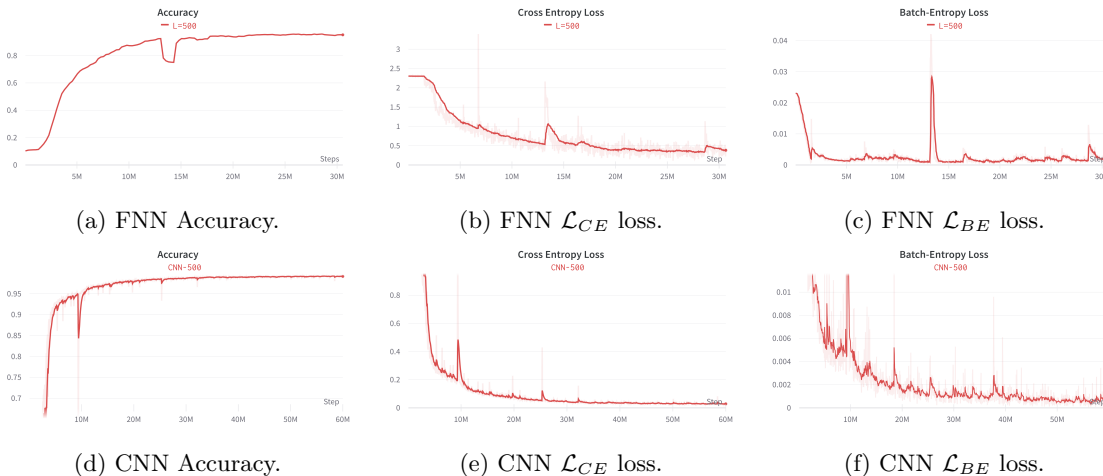 Accuracy
L=500
0.8
0.6
0.4
0.2
0
Steps
5M 10M 15M 20M 25M 30M
Cross Entropy Loss
L=500
3
2.5
2
1.5
1
0.5
0
Step
5M 10M 15M 20M 25M 30M
Batch-Entropy Loss
L=500
0.04
0.03
0.02
0.01
0
Step
5M 10M 15M 20M 25M 30M
(a) FNN Accuracy.
(b) FNN ℒ_CE loss.
(c) FNN ℒ_BE loss.
Accuracy
CNN-500
0.95
0.9
0.85
0.8
0.75
0.7
Step
10M 20M 30M 40M 50M 60M
Cross Entropy Loss
CNN-500
0.8
0.6
0.4
0.2
0
Step
10M 20M 30M 40M 50M 60M
Batch-Entropy Loss
CNN-500
0.01
0.008
0.006
0.004
0.002
0
Step
10M 20M 30M 40M 50M
(d) CNN Accuracy.
(e) CNN ℒ_CE loss.
(f) CNN ℒ_BE loss.